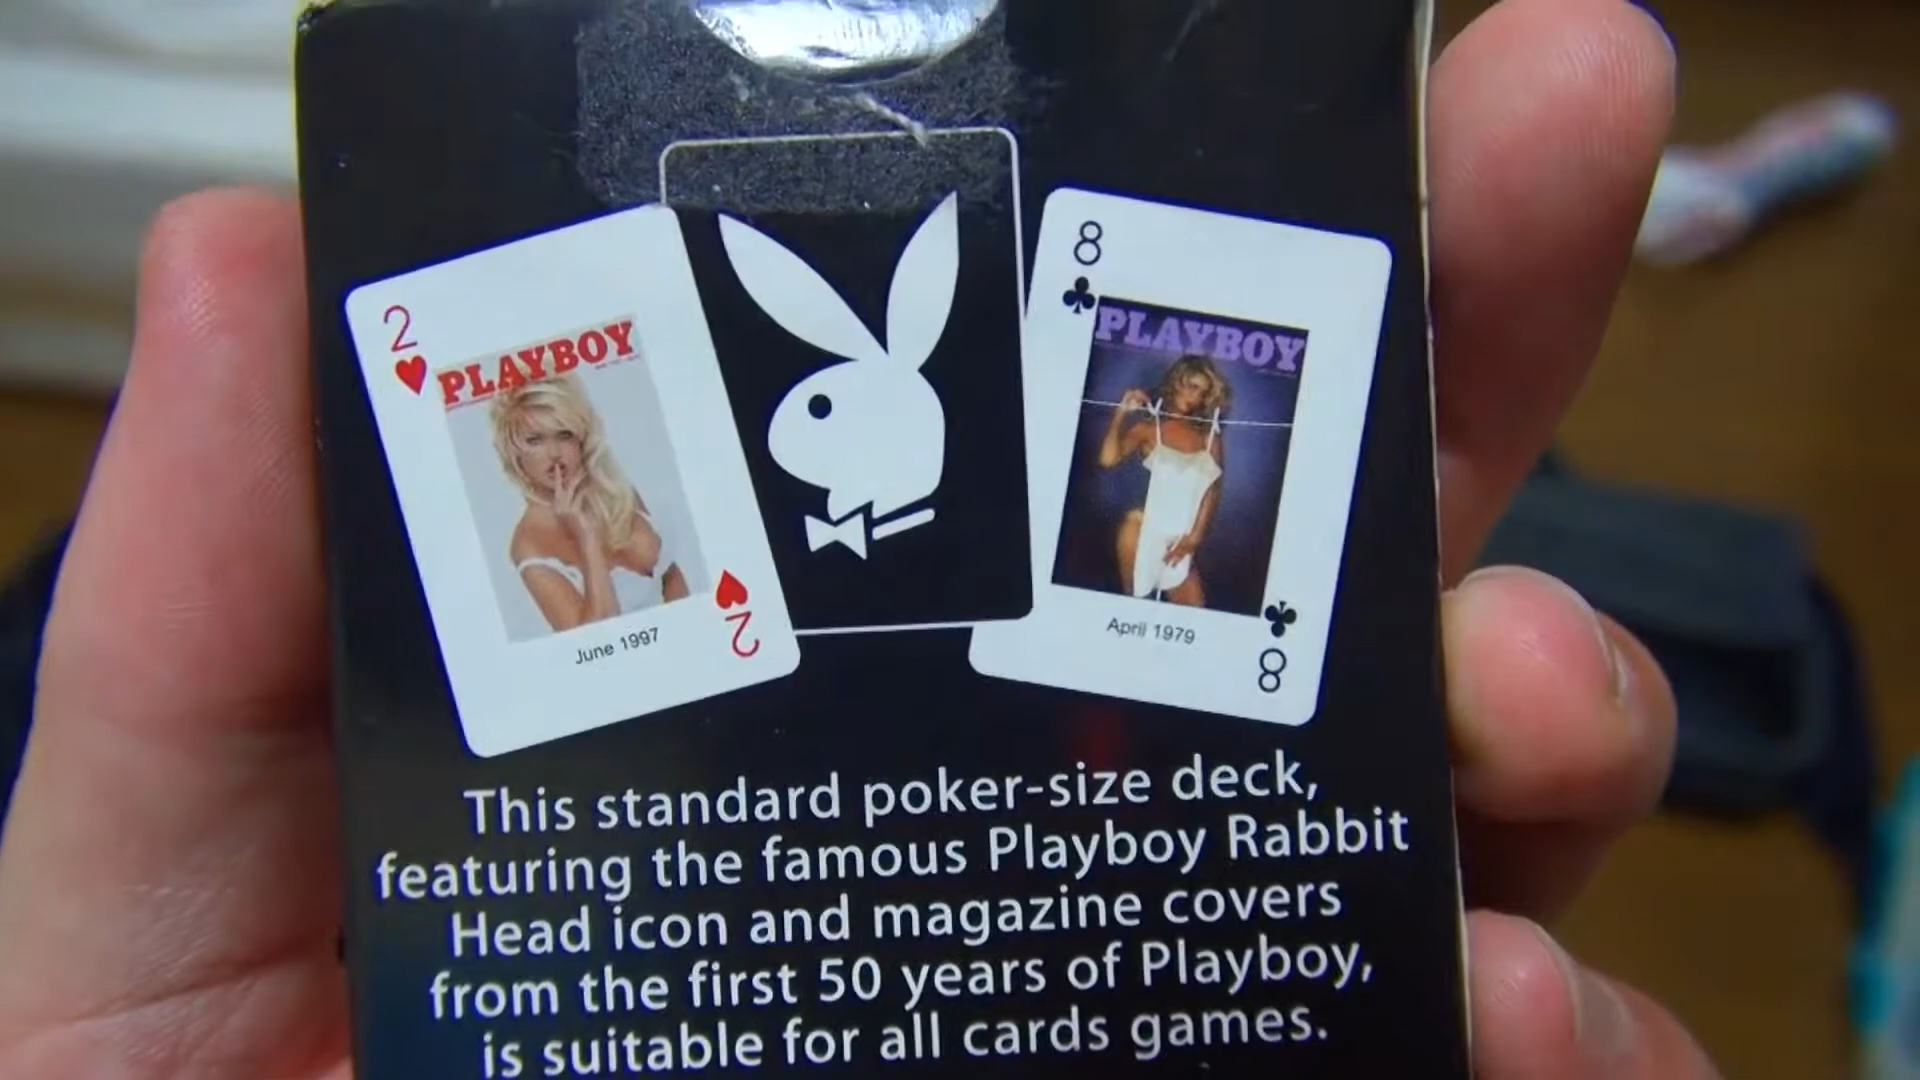 2
PLAYBOY
June 1997
2
8
PLAYBOY
April 1979
8
This standard poker-size deck,
featuring the famous Playboy Rabbit
Head icon and magazine covers
from the first 50 years of Playboy,
is suitable for all cards games.